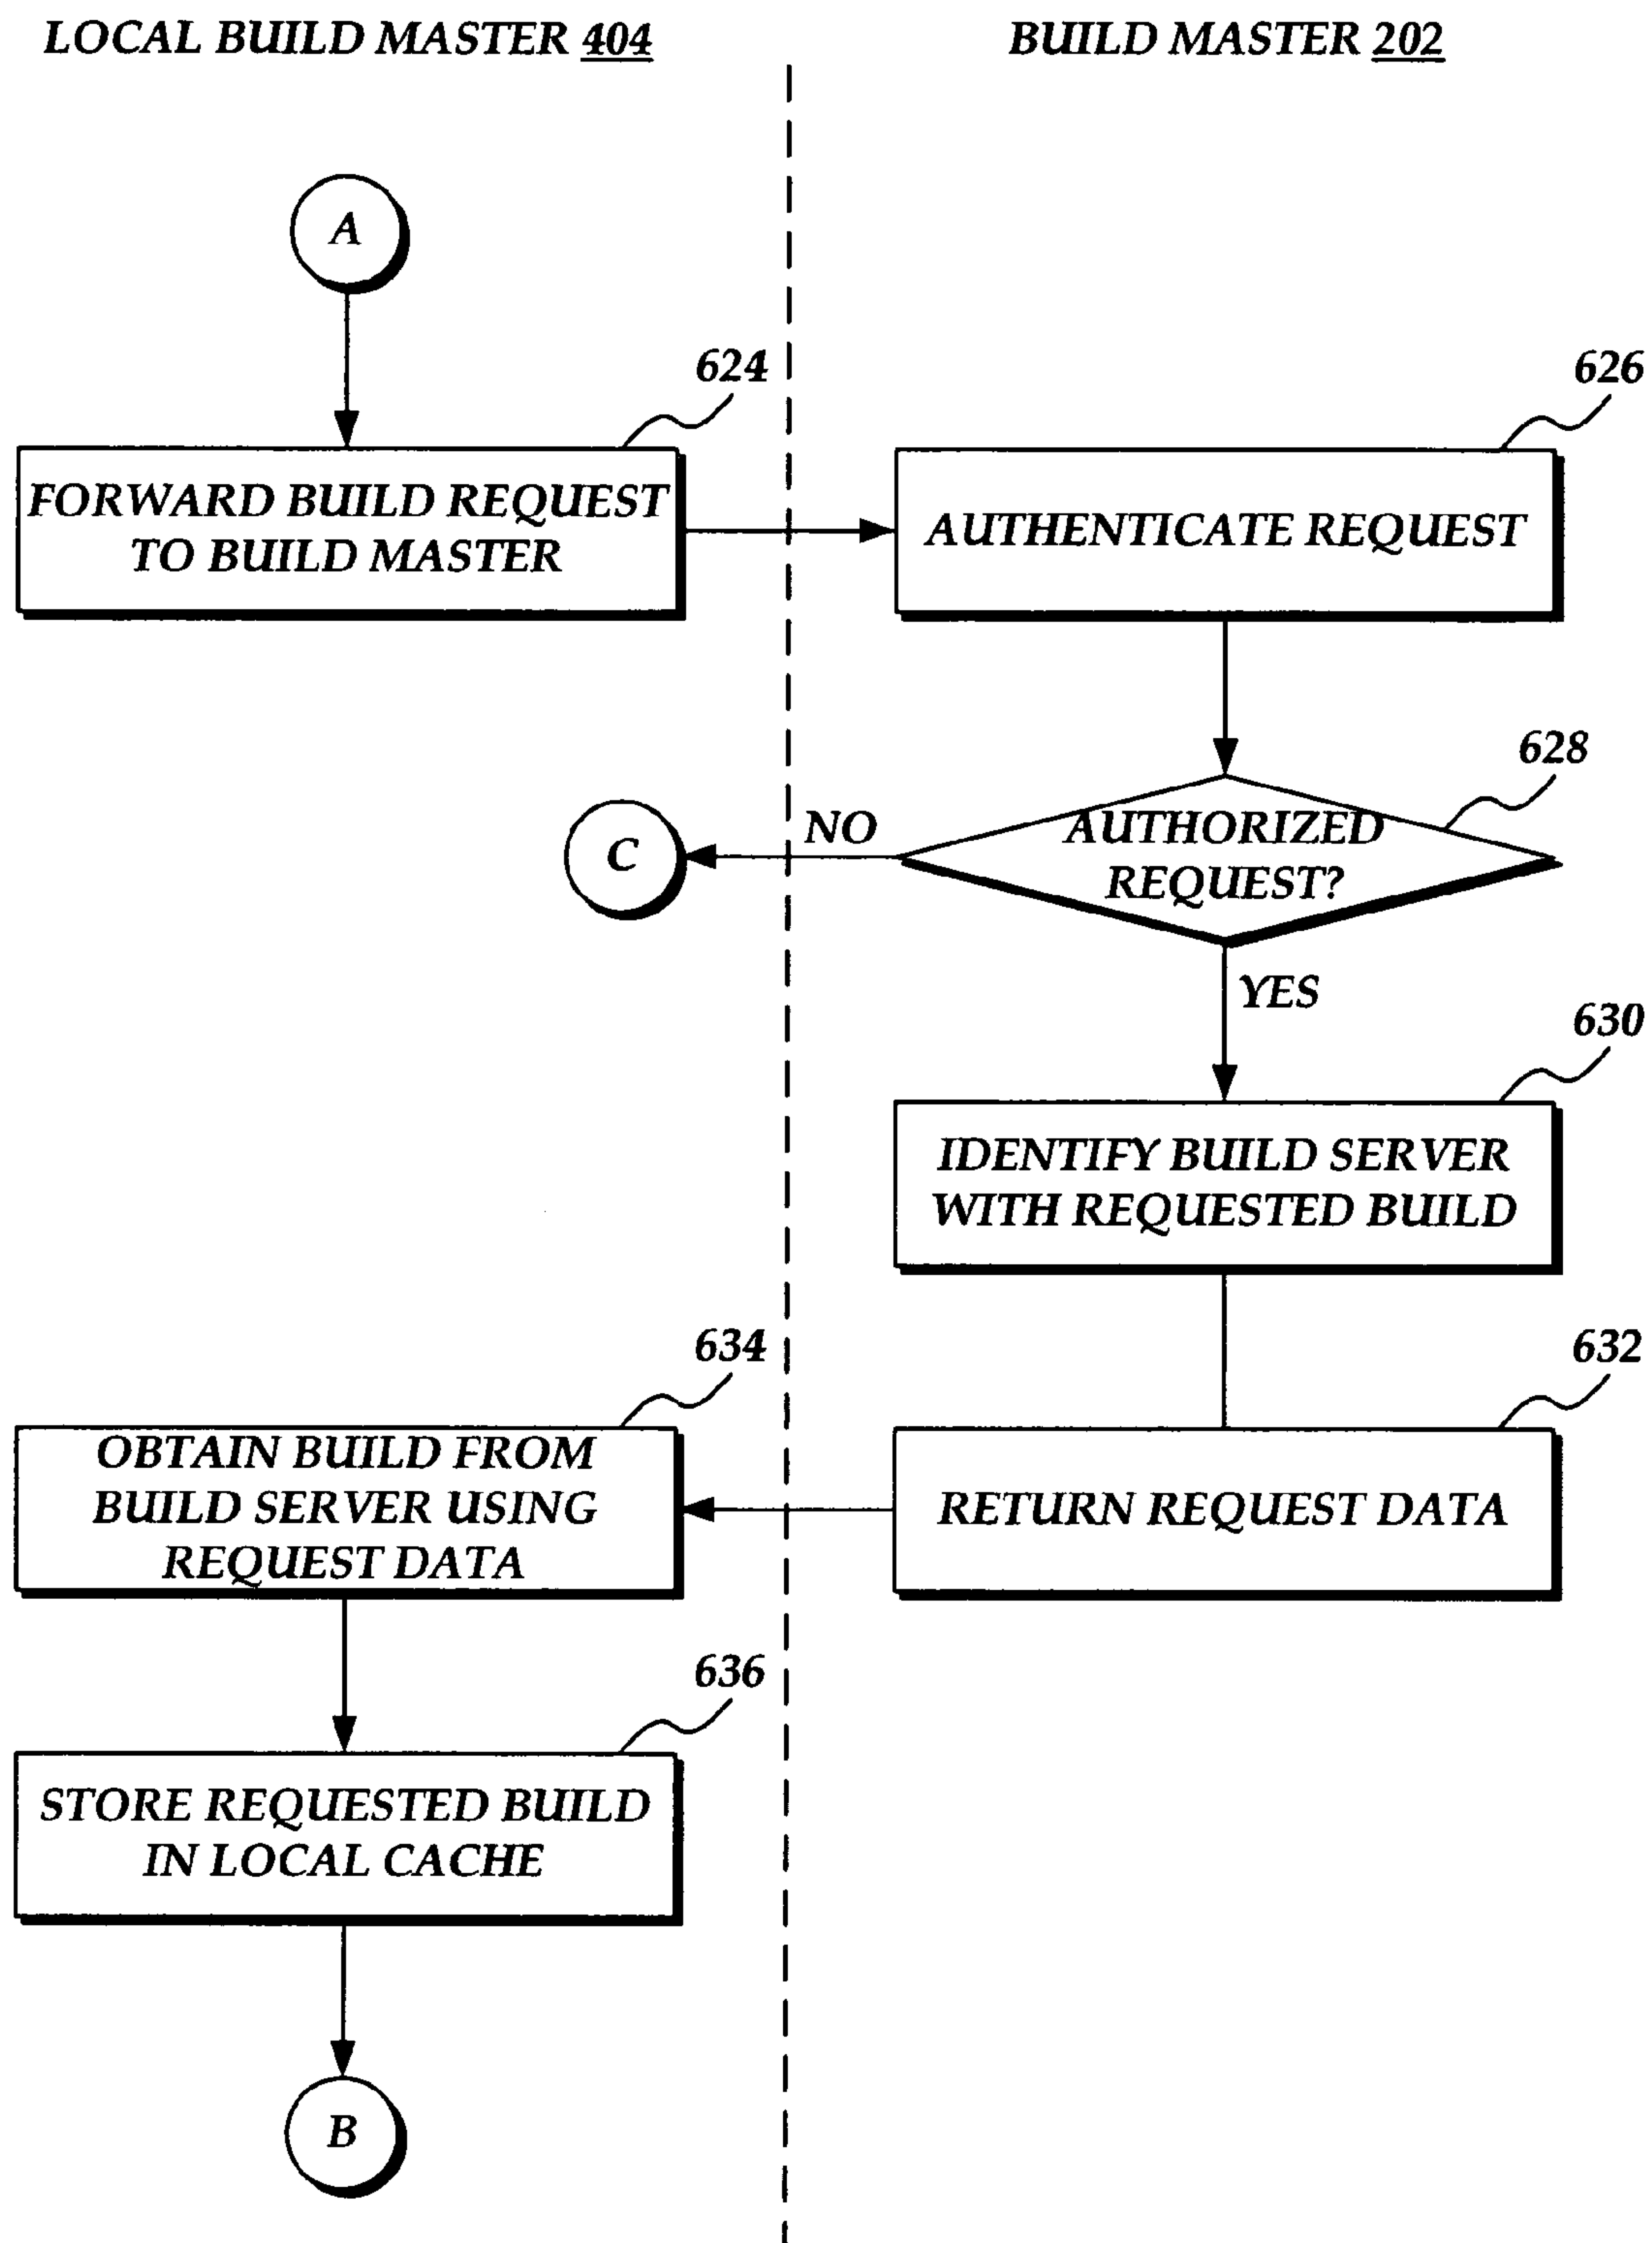 LOCAL BUILD MASTER 404
BUILD MASTER 202
A
624
FORWARD BUILD REQUEST
TO BUILD MASTER
626
AUTHENTICATE REQUEST
628
AUTHORIZED
REQUEST?
NO
C
YES
630
IDENTIFY BUILD SERVER
WITH REQUESTED BUILD
632
RETURN REQUEST DATA
634
OBTAIN BUILD FROM
BUILD SERVER USING
REQUEST DATA
636
STORE REQUESTED BUILD
IN LOCAL CACHE
B